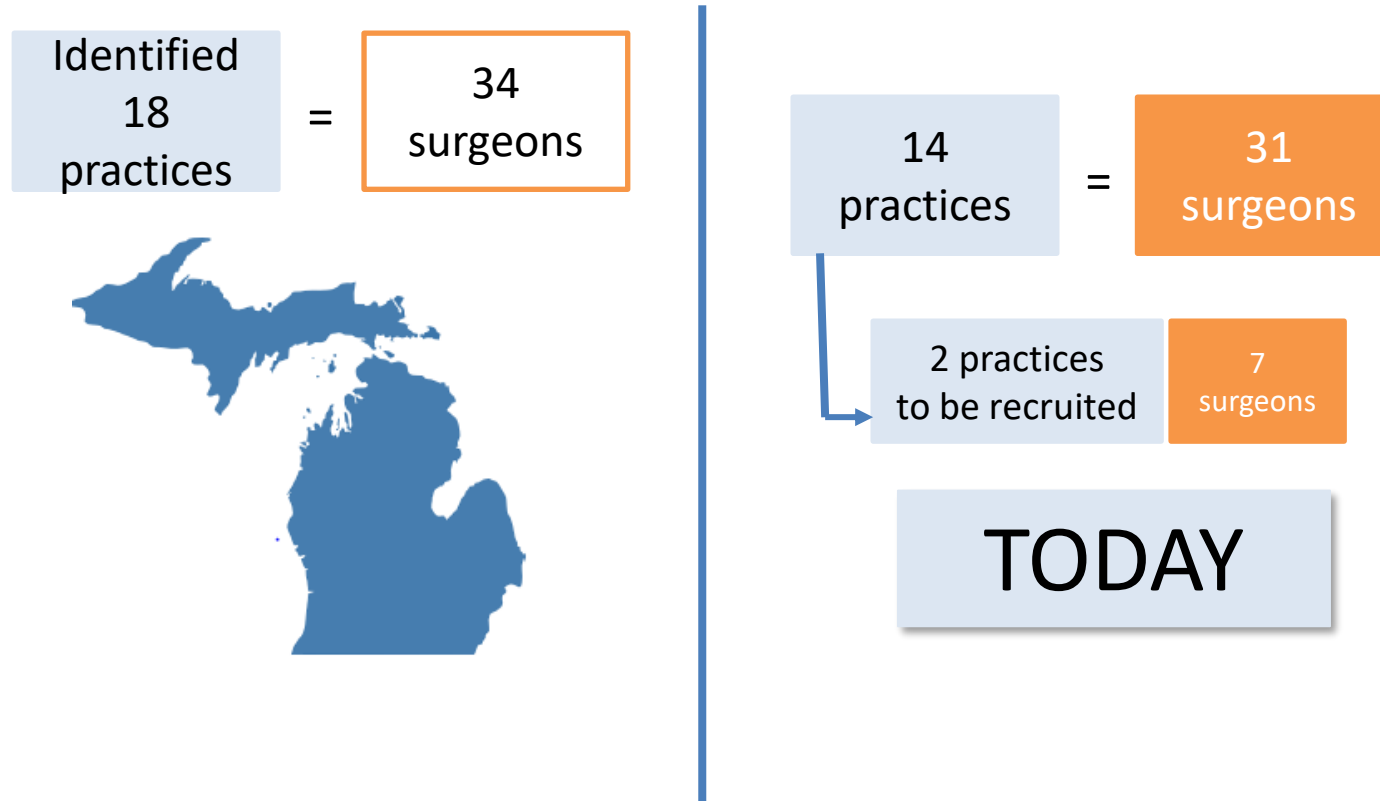 Identified
18
practices
=
34
surgeons
14
practices
=
31
surgeons
2 practices
to be recruited
7
surgeons
TODAY